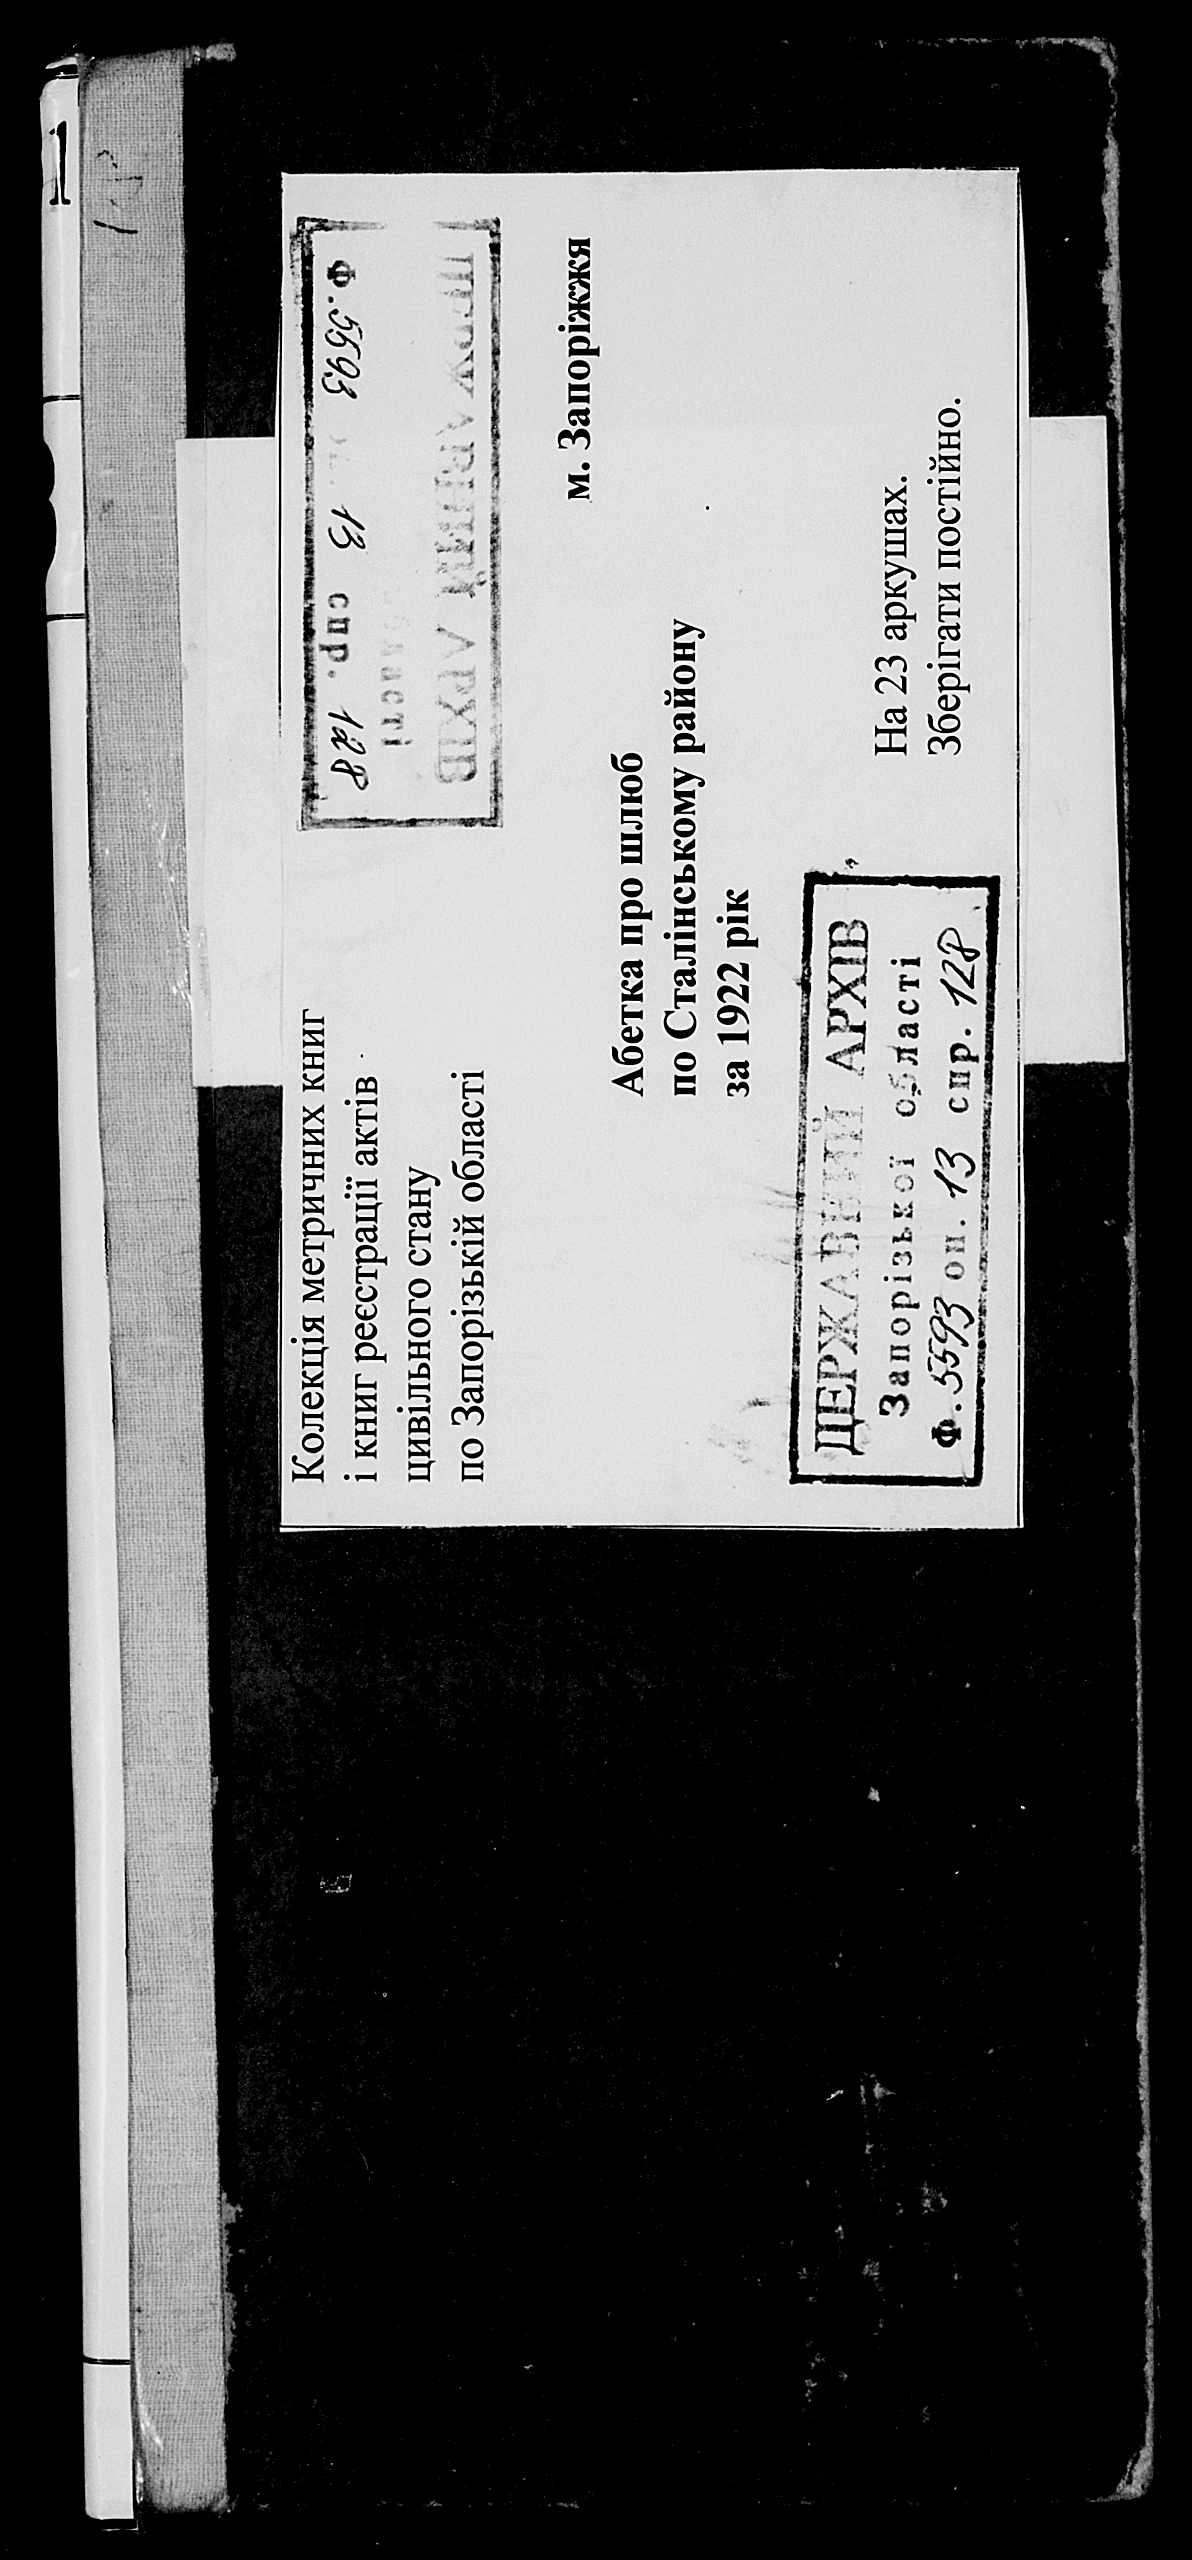 Колекція метричних книг
і книг реєстрації актів
цивільного стану
по Запорізькій області
ДЕРЖАВНИЙ АРХІВ
області
Ф. 5593 оп. 13 спр. 128
м. Запоріжжя
Абетка про шлюб
по Сталінському району
за 1922 рік
ДЕРЖАВНИЙ АРХІВ
Запорізької області
Ф. 5593 оп. 13 спр. 128
На 23 аркушах.
Зберігати постійно.
1